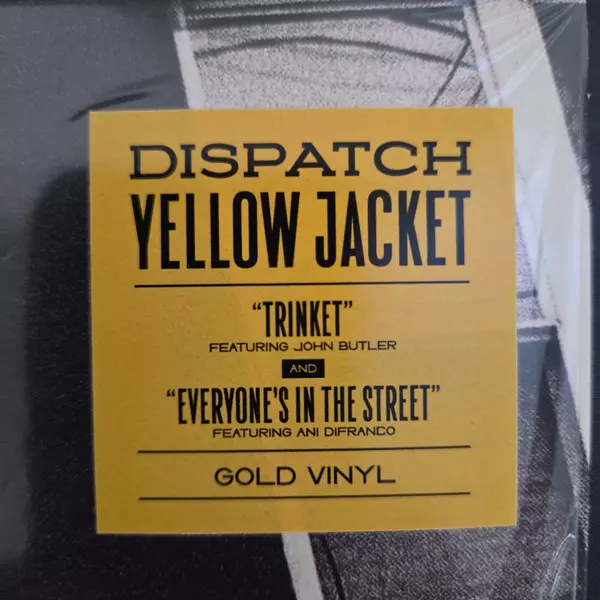 DISPATCH
YELLOW JACKET
“TRINKET”
FEATURING JOHN BUTLER
AND
“EVERYONE'S IN THE STREET”
FEATURING ANI DIFRANCO
GOLD VINYL